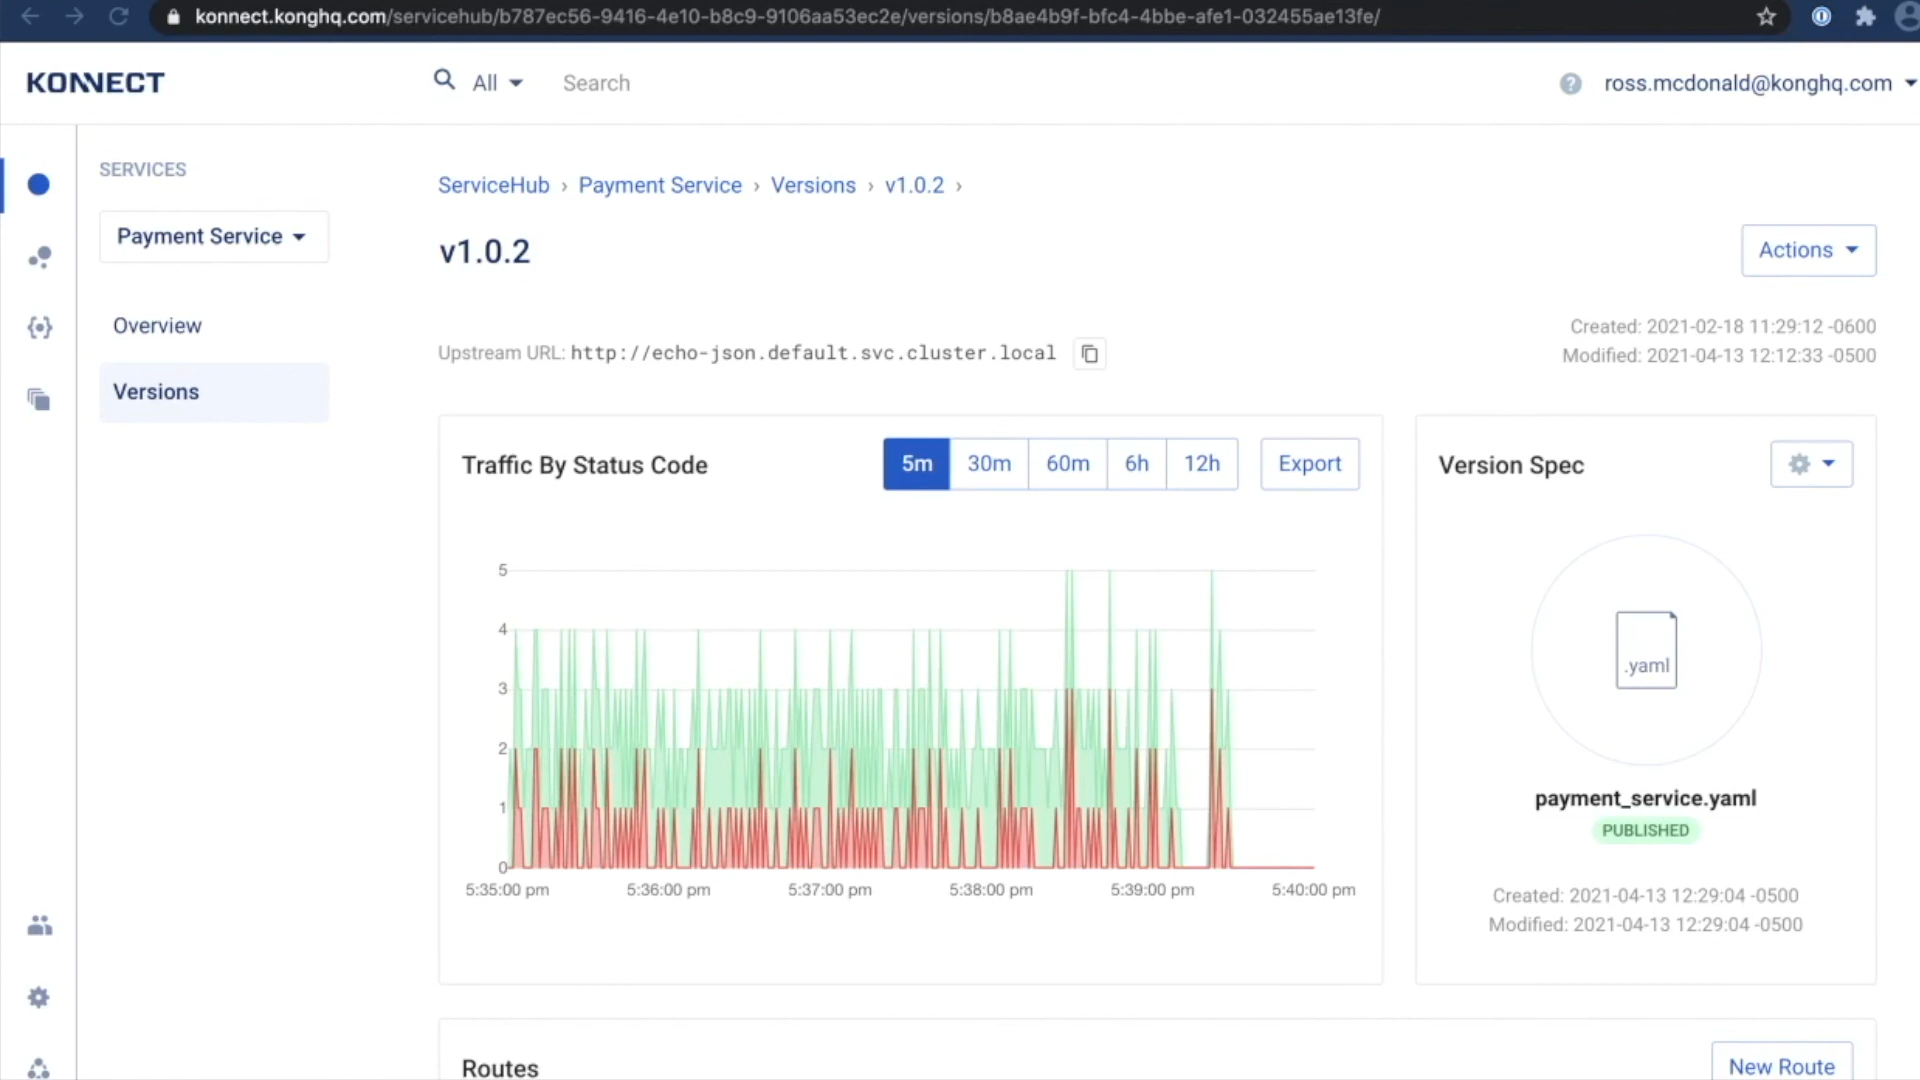 konnect.konghq.com/servicehub/b787ec56-9416-4e10-b8c9-9106aa53ec2e/versions/b8ae4b9f-bfc4-4bbe-afe1-032455ae13fe/
KONNECT
All
Search
ross.mcdonald@konghq.com
SERVICES
Payment Service
Overview
Versions
ServiceHub › Payment Service › Versions › v1.0.2 ›
v1.0.2
Actions
Upstream URL: http://echo-json.default.svc.cluster.local
Created: 2021-02-18 11:29:12 -0600
Modified: 2021-04-13 12:12:33 -0500
Traffic By Status Code
5m 30m 60m 6h 12h
Export
5
4
3
2
1
0
5:35:00 pm 5:36:00 pm 5:37:00 pm 5:38:00 pm 5:39:00 pm 5:40:00 pm
Version Spec
.yaml
payment_service.yaml
PUBLISHED
Created: 2021-04-13 12:29:04 -0500
Modified: 2021-04-13 12:29:04 -0500
Routes
New Route